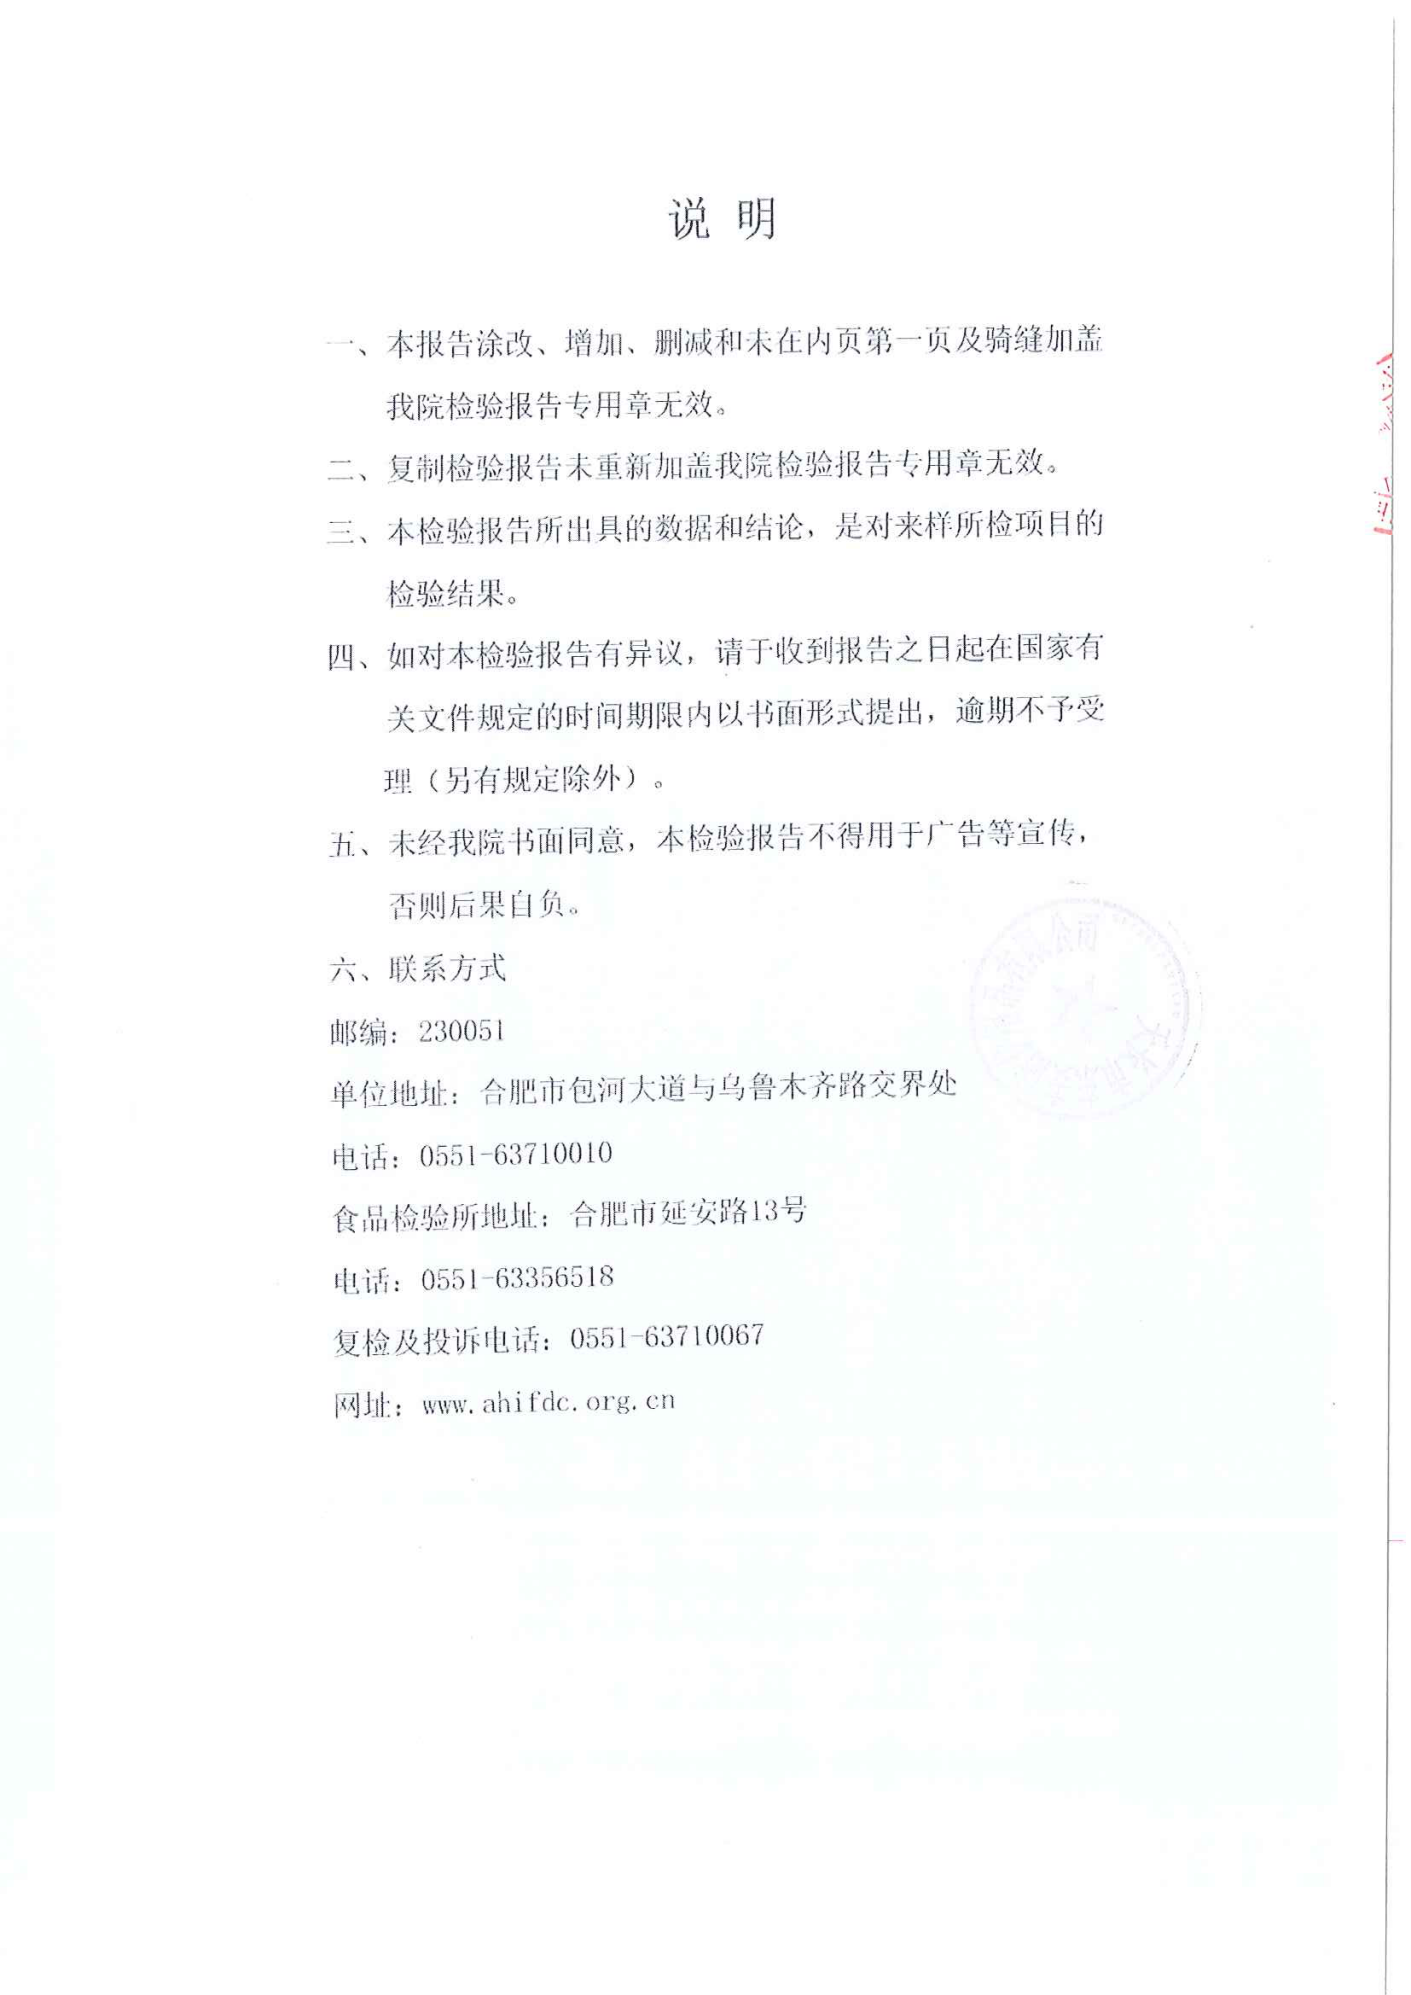 说 明
一、本报告涂改、增加、删减和未在内页第一页及骑缝加盖
我院检验报告专用章无效。
二、复制检验报告未重新加盖我院检验报告专用章无效。
三、本检验报告所出具的数据和结论，是对来样所检项目的
检验结果。
四、如对本检验报告有异议，请于收到报告之日起在国家有
关文件规定的时间期限内以书面形式提出，逾期不予受
理（另有规定除外）。
五、未经我院书面同意，本检验报告不得用于广告等宣传，
否则后果自负。
六、联系方式
邮编：230051
单位地址：合肥市包河大道与乌鲁木齐路交界处
电话：0551-63710010
食品检验所地址：合肥市延安路13号
电话：0551-63356518
复检及投诉电话：0551-63710067
网址：www.ahifdc.org.cn